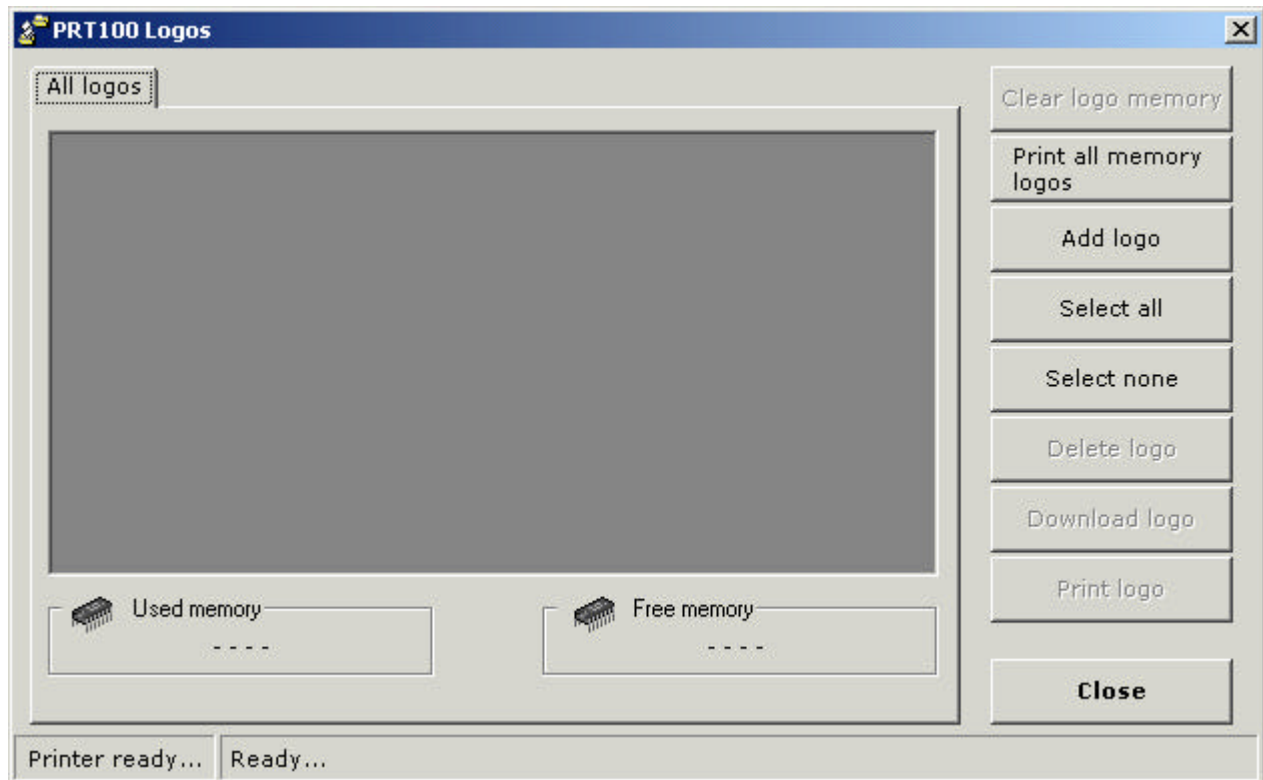 PRT100 Logos
All logos
Clear logo memory
Print all memory
logos
Add logo
Select all
Select none
Delete logo
Download logo
Print logo
Used memory
- - - -
Free memory
- - - -
Close
Printer ready...
Ready...